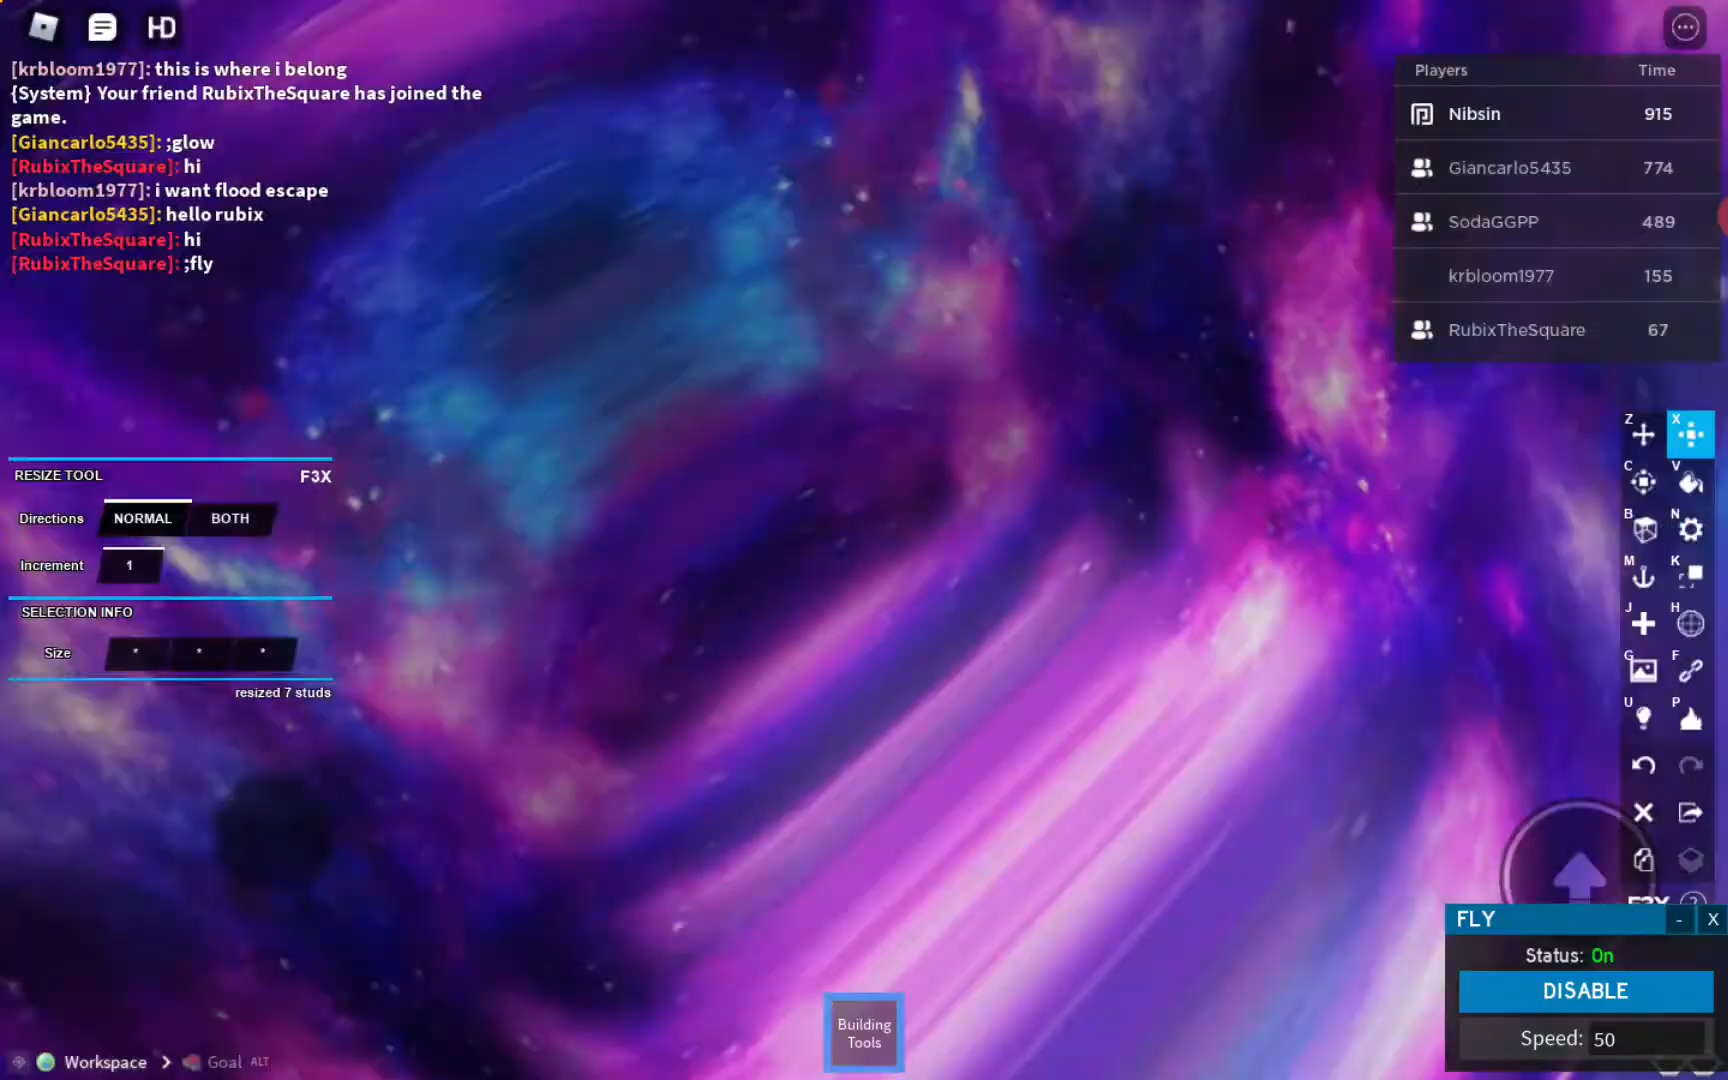 HD
[krbloom1977]: this is where i belong
{System} Your friend RubixTheSquare has joined the
game.
[Giancarlo5435]: ;glow
[RubixTheSquare]: hi
[krbloom1977]: i want flood escape
[Giancarlo5435]: hello rubix
[RubixTheSquare]: hi
[RubixTheSquare]: ;fly
Players Time
Nibsin 915
Giancarlo5435 774
SodaGGPP 489
krbloom1977 155
RubixTheSquare 67
RESIZE TOOL F3X
Directions NORMAL BOTH
Increment 1
SELECTION INFO
Size * * *
resized 7 studs
Z X
C V
B N
M K
J H
G F
U P
F3X ?
FLY - X
Status: On
DISABLE
Speed: 50
Building
Tools
Workspace > Goal ALT